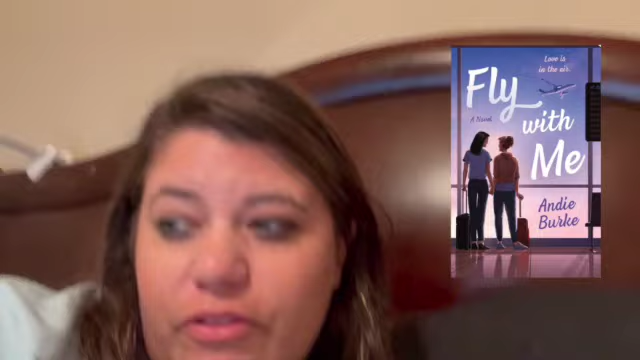 Love is
in the air.
Fly
A Novel
with
Me
Andie
Burke